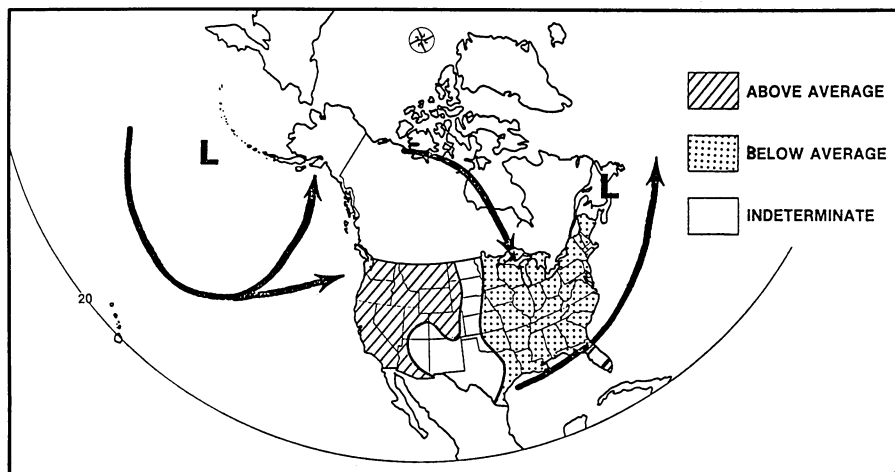 ABOVE AVERAGE
L
BELOW AVERAGE
L
INDETERMINATE
20